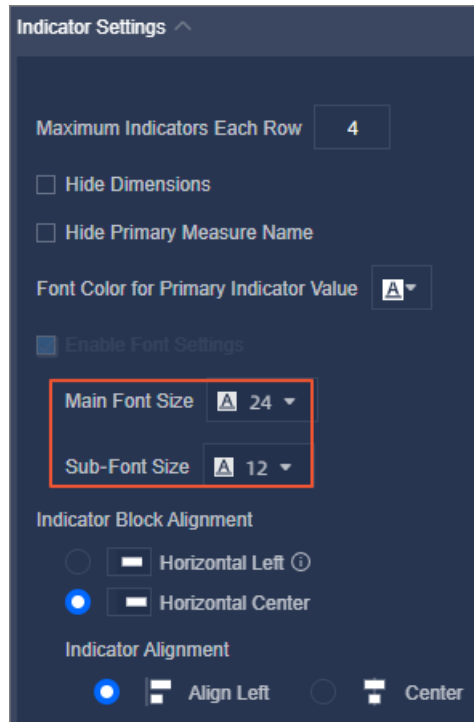 Indicator Settings
Maximum Indicators Each Row 4
Hide Dimensions
Hide Primary Measure Name
Font Color for Primary Indicator Value A
Enable Font Settings
Main Font Size A 24
Sub-Font Size A 12
Indicator Block Alignment
Horizontal Left
Horizontal Center
Indicator Alignment
Align Left Center